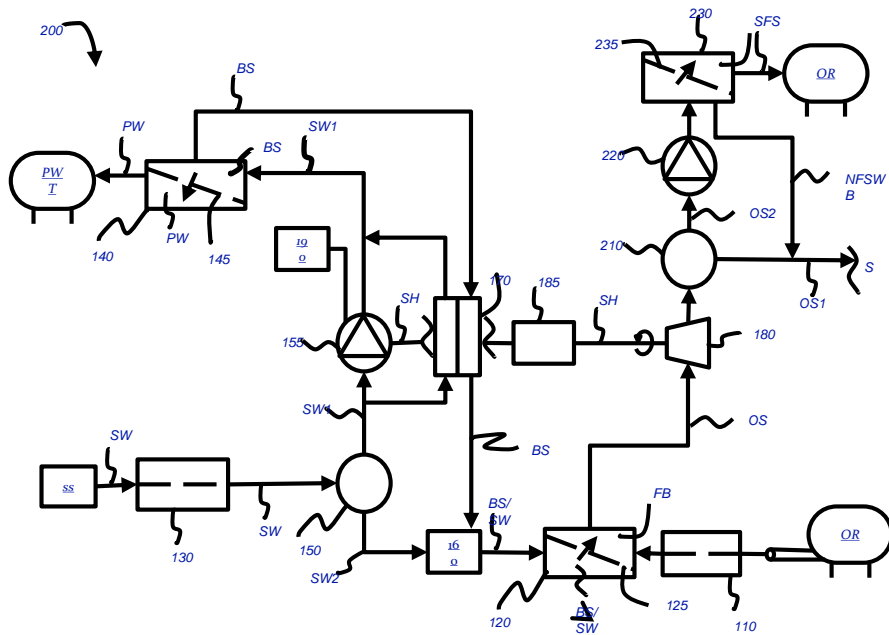 200
230
SFS
235
OR
BS
PW
BS
SW1
PW
T
220
NFSW
B
OS2
140
PW
145
19
0
210
S
170
185
SH
SH
OS1
155
180
SW1
OS
SW
BS
ss
SW
BS/
SW
FB
OR
130
150
16
0
SW2
120
BS/
SW
125
110